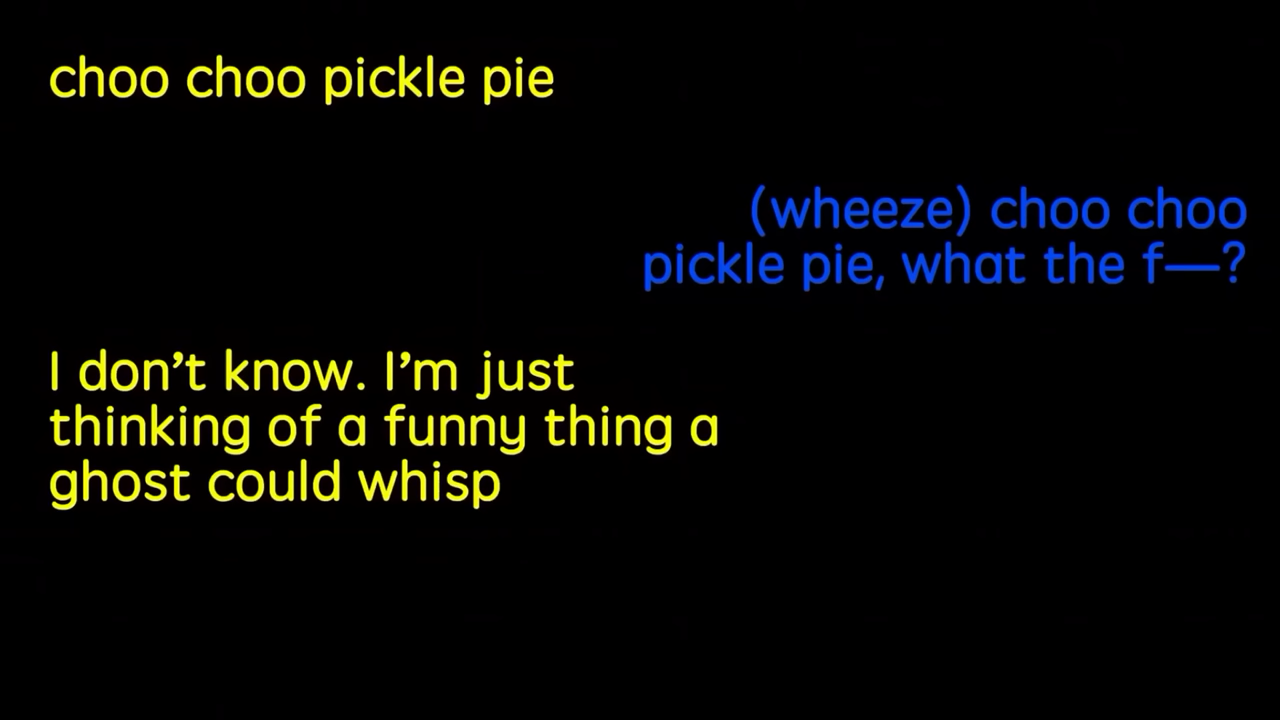 choo choo pickle pie
(wheeze) choo choo
pickle pie, what the f—?
I don’t know. I’m just
thinking of a funny thing a
ghost could whisp